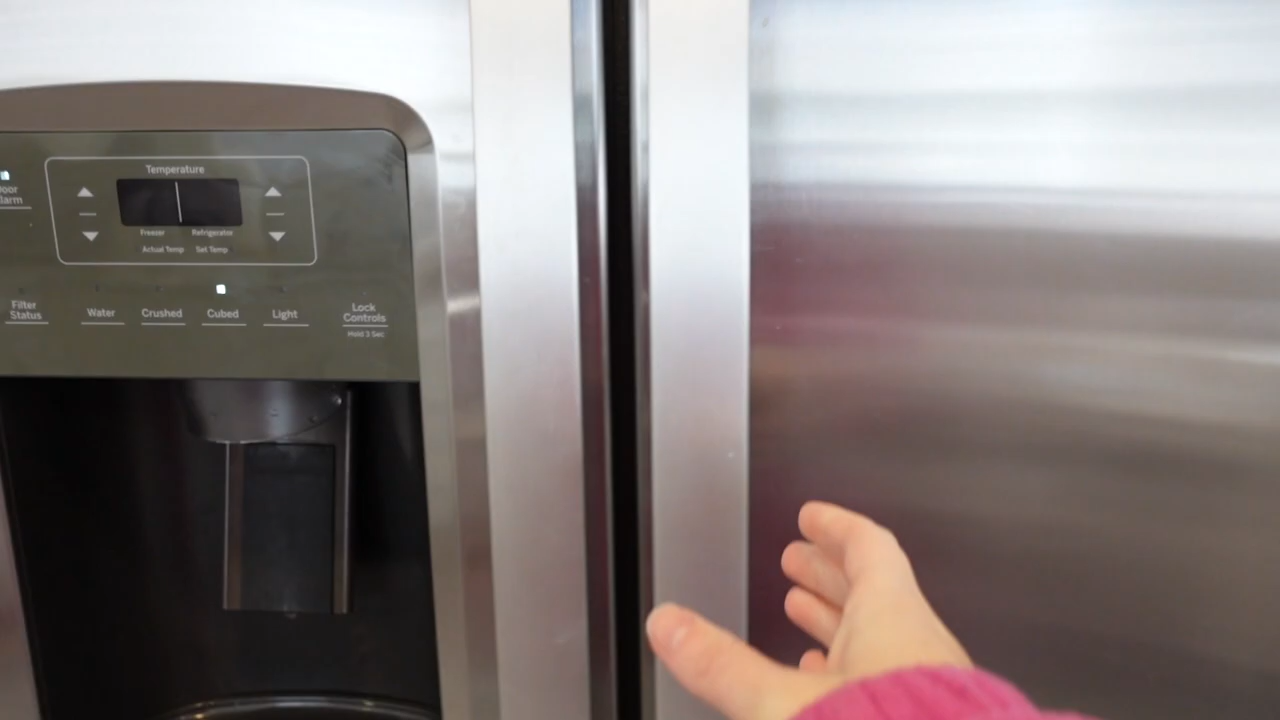 Temperature
Freezer Refrigerator
Actual Temp Set Temp
Filter
Status
Water
Crushed
Cubed
Light
Lock
Controls
Hold 3 Sec